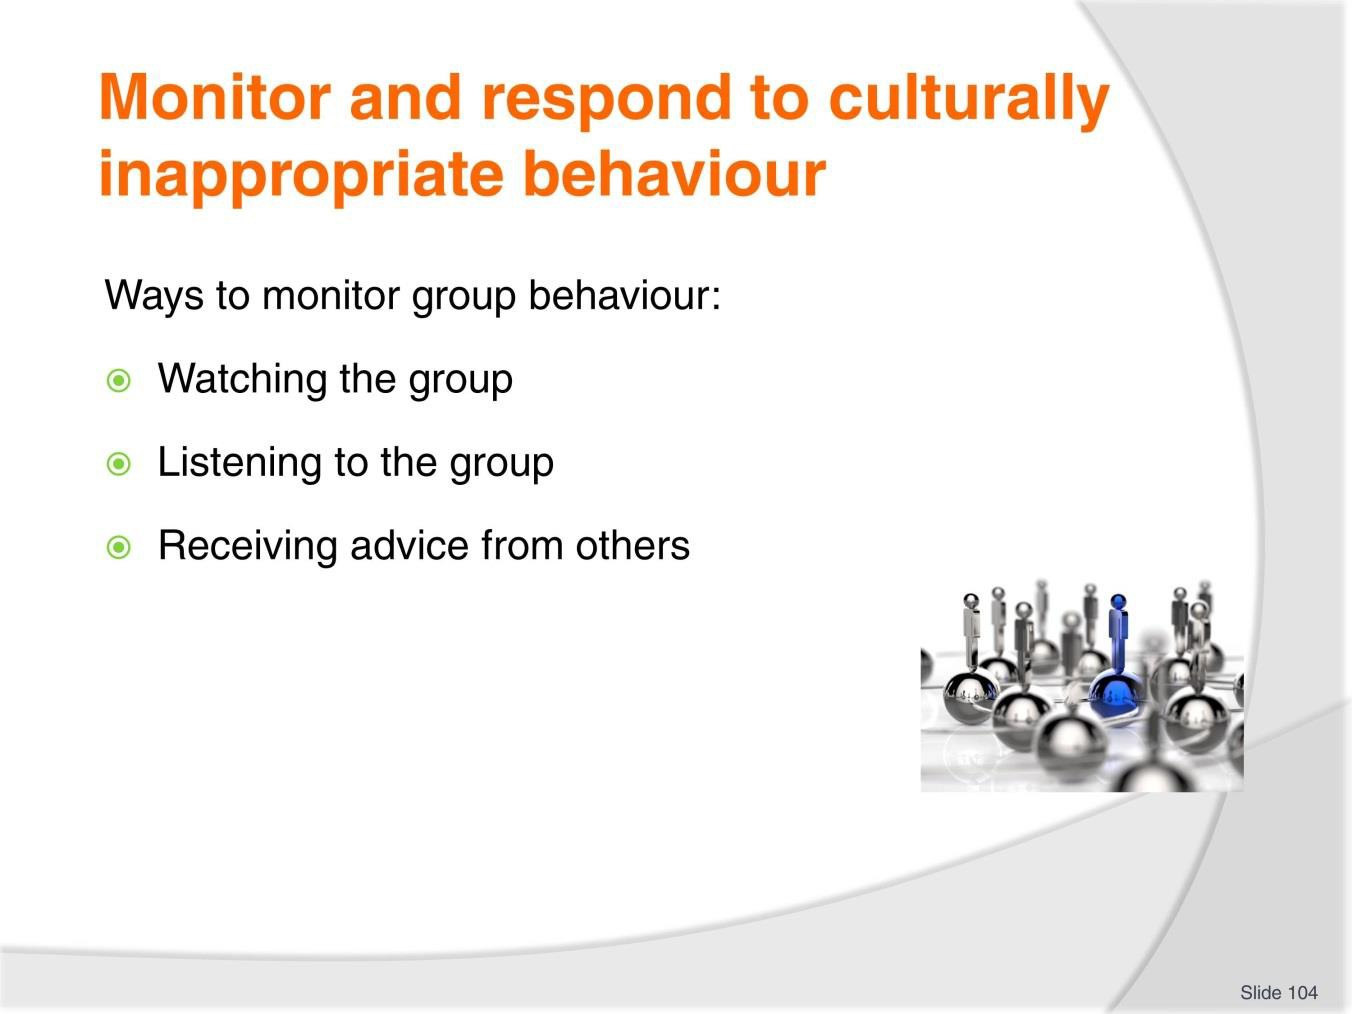 Monitor and respond to culturally
inappropriate behaviour
Ways to monitor group behaviour:
Watching the group
Listening to the group
Receiving advice from others
Slide 104